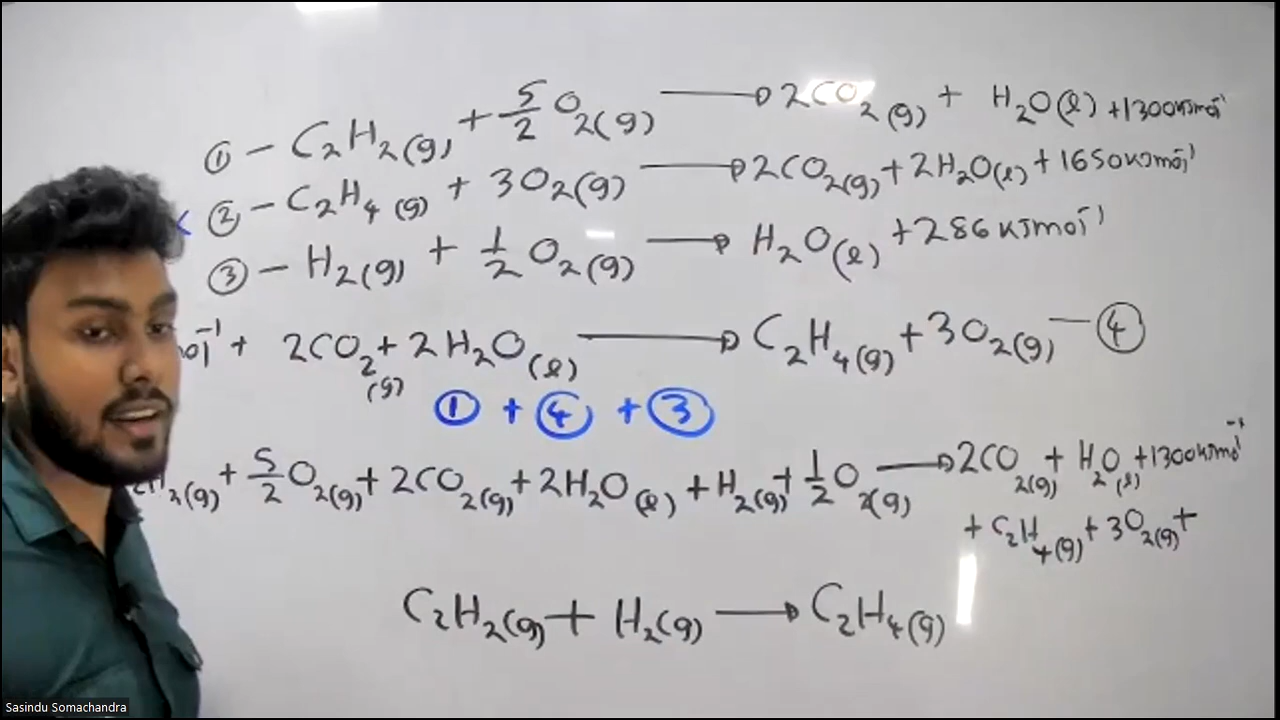 ① – C₂H₂(g) + 5/2 O₂(g) ⟶ 2CO₂(g) + H₂O(l) +1300KJmol⁻¹
② – C₂H₄(g) + 3O₂(g) ⟶ 2CO₂(g) + 2H₂O(l) + 1650KJmol⁻¹
③ – H₂(g) + 1/2 O₂(g) ⟶ H₂O(l) +286KJmol⁻¹
ol⁻¹ + 2CO₂(g) + 2H₂O(l) ⟶ C₂H₄(g) + 3O₂(g) – ④
① + ④ + ③
H₂(g) + 5/2 O₂(g) + 2CO₂(g) + 2H₂O(l) + H₂(g) + 1/2 O₂(g) ⟶ 2CO₂(g) + H₂O(l) +1300KJmol⁻¹
+ C₂H₄(g) + 3O₂(g) +
C₂H₂(g) + H₂(g) ⟶ C₂H₄(g)
Sasindu Somachandra